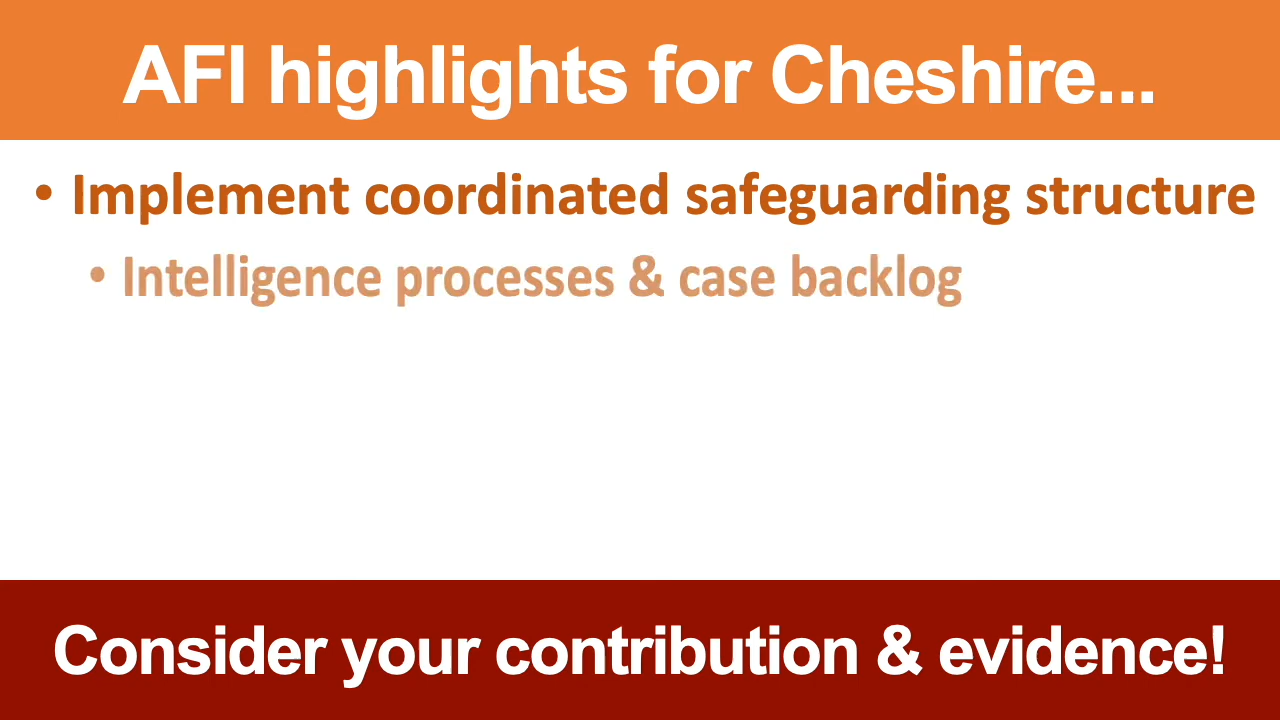 AFI highlights for Cheshire...
• Implement coordinated safeguarding structure
• Intelligence processes & case backlog
Consider your contribution & evidence!